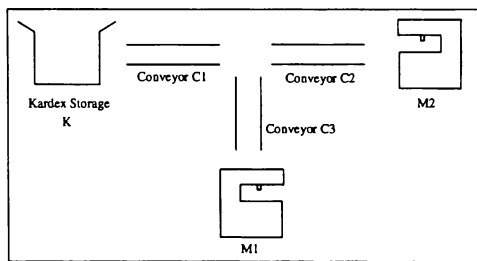 Conveyor C1
Conveyor C2
M2
Kardex Storage
K
Conveyor C3
M1